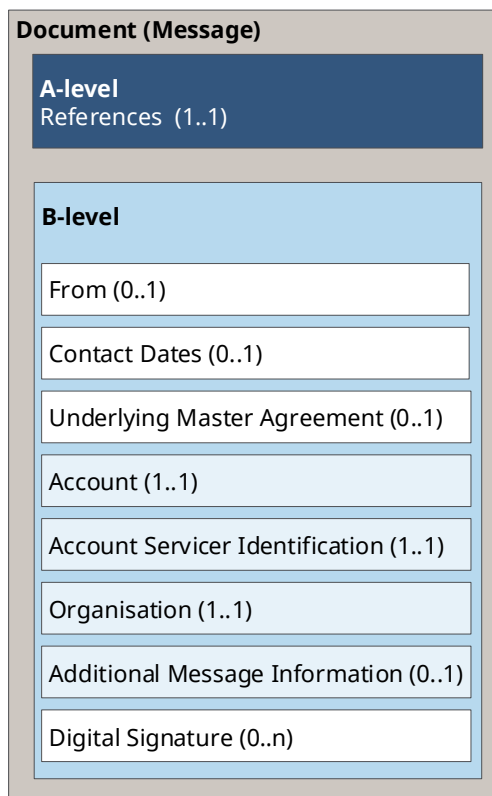 Document (Message)
A-level
References (1..1)
B-level
From (0..1)
Contact Dates (0..1)
Underlying Master Agreement (0..1)
Account (1..1)
Account Servicer Identification (1..1)
Organisation (1..1)
Additional Message Information (0..1)
Digital Signature (0..n)